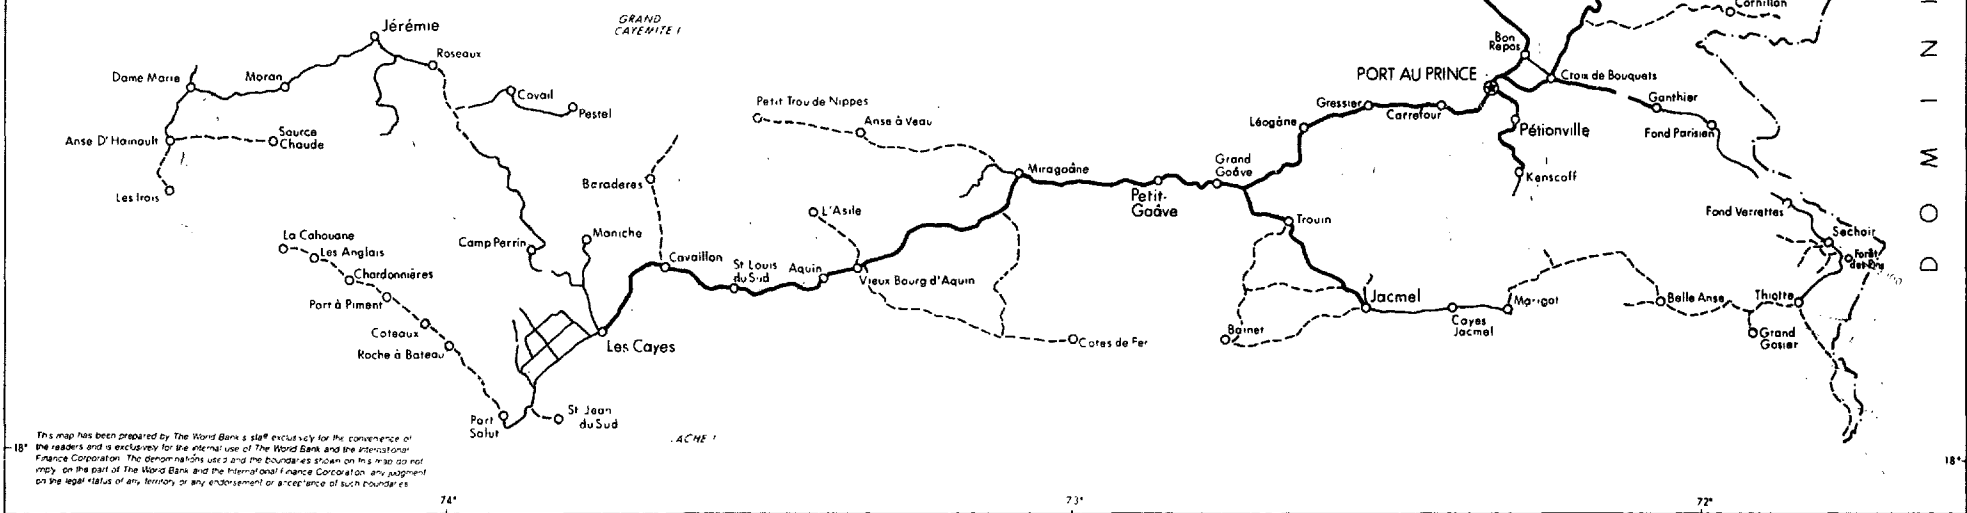 GRAND
CAYEMITE I
Cornillon
Jérémie
Roseaux
Bon
Repos
Dame Marie
Moran
PORT AU PRINCE
Croix de Bouquets
Covail
Pestel
Petit Trou de Nippes
Anse à Veau
Gressier
Carrefour
Ganthier
Léogâne
Fond Parisien
Pétionville
Anse D'Hainault
Source
Chaude
Miragoâne
Grand
Goâve
Kenscoff
Baraderes
Les Irois
Petit-
Goâve
L'Asile
Trouin
Fond Verrettes
La Cahouane
Les Anglais
Camp Perrin
Maniche
Sechoir
Forêt
des Pins
Cavaillon
St Louis
du Sud
Aquin
Vieux Bourg d'Aquin
Chardonnières
Port à Piment
Jacmel
Cayes
Jacmel
Marigot
Belle Anse
Thiotte
Grand
Gosier
Coteaux
Roche à Bateau
Les Cayes
Cotes de Fer
Bainet
Port
Salut
St Jean
du Sud
ACHE I
D O M I N I
This map has been prepared by The World Bank's staff exclusively for the convenience of
the readers and is exclusively for the internal use of The World Bank and the International
Finance Corporation. The denominations used and the boundaries shown on this map do not
imply, on the part of The World Bank and the International Finance Corporation, any judgment
on the legal status of any territory or any endorsement or acceptance of such boundaries
18°
18°
74°
73°
72°